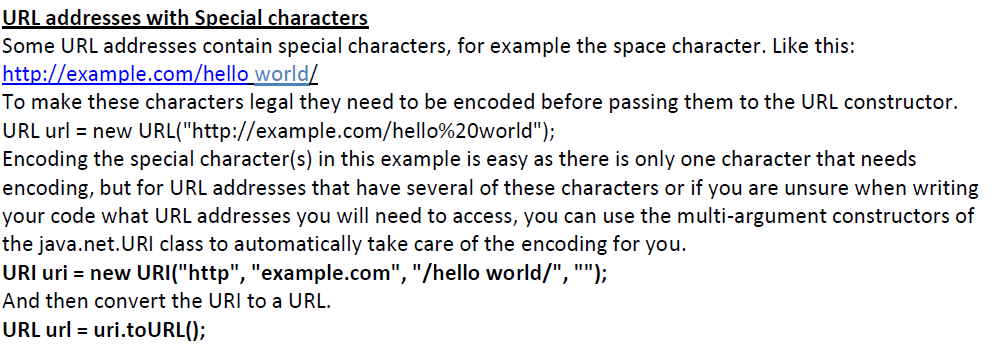 URL addresses with Special characters
Some URL addresses contain special characters, for example the space character. Like this:
http://example.com/hello world/
To make these characters legal they need to be encoded before passing them to the URL constructor.
URL url = new URL("http://example.com/hello%20world");
Encoding the special character(s) in this example is easy as there is only one character that needs
encoding, but for URL addresses that have several of these characters or if you are unsure when writing
your code what URL addresses you will need to access, you can use the multi-argument constructors of
the java.net.URI class to automatically take care of the encoding for you.
URI uri = new URI("http", "example.com", "/hello world/", "");
And then convert the URI to a URL.
URL url = uri.toURL();